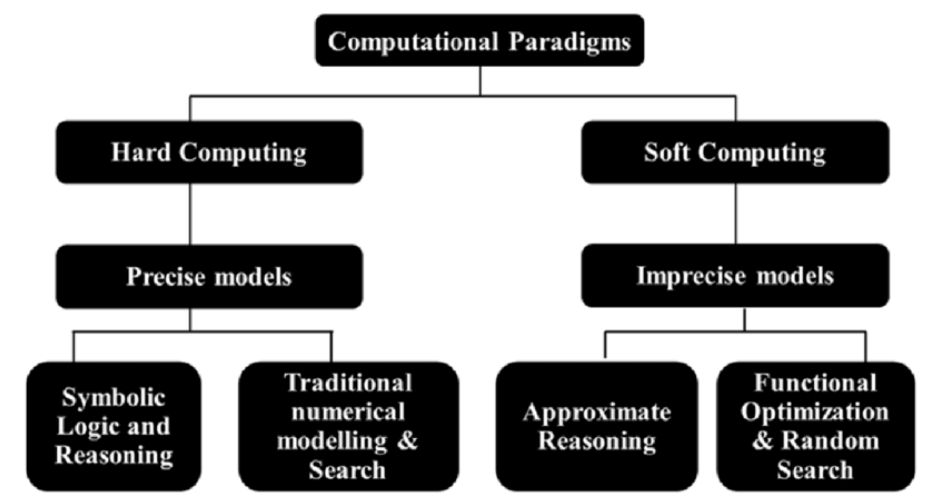 Computational Paradigms
Hard Computing
Soft Computing
Precise models
Imprecise models
Symbolic
Logic and
Reasoning
Traditional
numerical
modelling &
Search
Approximate
Reasoning
Functional
Optimization
& Random
Search